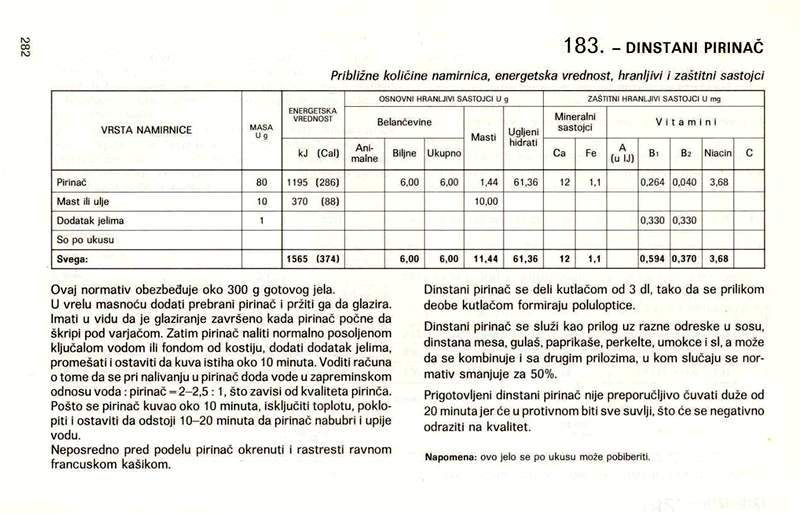 282
183. – DINSTANI PIRINAČ
Približne količine namirnica, energetska vrednost, hranljivi i zaštitni sastojci
VRSTA NAMIRNICE
MASA U g
ENERGETSKA VREDNOST
OSNOVNI HRANLJIVI SASTOJCI U g
ZAŠTITNI HRANLJIVI SASTOJCI U mg
Belančevine
Masti
Ugljeni hidrati
Mineralni sastojci
Vitamini
kJ (Cal) Ani-malne Biljne Ukupno Ca Fe A (u IJ) B1 B2 Niacin C
Pirinač 80 1195 (286) 6,00 6,00 1,44 61,36 12 1,1 0,264 0,040 3,68
Mast ili ulje 10 370 (88) 10,00
Dodatak jelima 1 0,330 0,330
So po ukusu
Svega: 1565 (374) 6,00 6,00 11,44 61,36 12 1,1 0,594 0,370 3,68
Ovaj normativ obezbeđuje oko 300 g gotovog jela.
U vrelu masnoću dodati prebrani pirinač i pržiti ga da glazira.
Imati u vidu da je glaziranje završeno kada pirinač počne da
škripi pod varjačom. Zatim pirinač naliti normalno posoljenom
ključalom vodom ili fondom od kostiju, dodati dodatak jelima,
promešati i ostaviti da kuva istiha oko 10 minuta. Voditi računa
o tome da se pri nalivanju u pirinač doda vode u zapreminskom
odnosu voda : pirinač = 2–2,5 : 1, što zavisi od kvaliteta pirinča.
Pošto se pirinač kuvao oko 10 minuta, isključiti toplotu, poklo-
piti i ostaviti da odstoji 10–20 minuta da pirinač nabubri i upije
vodu.
Neposredno pred podelu pirinač okrenuti i rastresti ravnom
francuskom kašikom.
Dinstani pirinač se deli kutlačom od 3 dl, tako da se prilikom
deobe kutlačom formiraju poluloptice.
Dinstani pirinač se služi kao prilog uz razne odreske u sosu,
dinstana mesa, gulaš, paprikaše, perkelte, umokce i sl, a može
da se kombinuje i sa drugim prilozima, u kom slučaju se nor-
mativ smanjuje za 50%.
Prigotovljeni dinstani pirinač nije preporučljivo čuvati duže od
20 minuta jer će u protivnom biti sve suvlji, što će se negativno
odraziti na kvalitet.
Napomena: ovo jelo se po ukusu može pobiberiti.